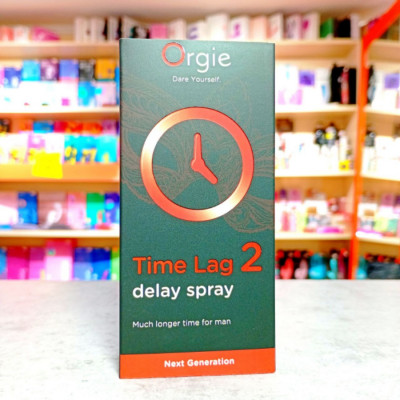 Orgie
Dare Yourself
Time Lag 2
delay spray
Much longer time for man
Next Generation